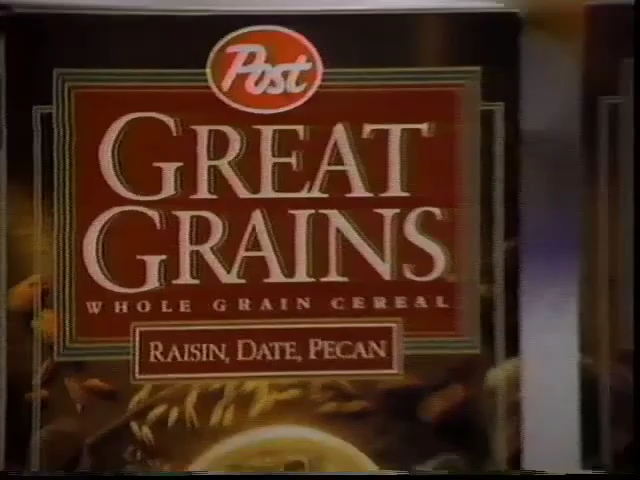 Post
GREAT
GRAINS
WHOLE GRAIN CEREAL
RAISIN, DATE, PECAN